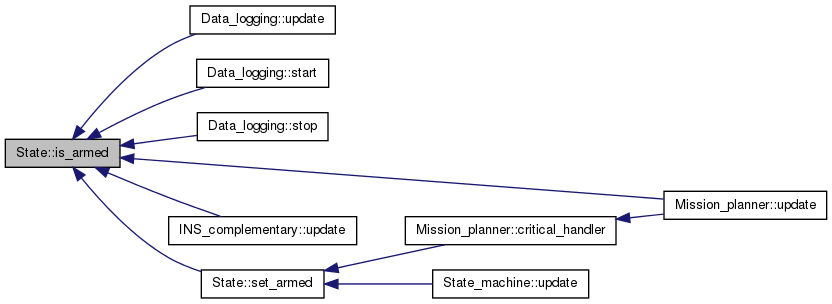 Data_logging::update
Data_logging::start
Data_logging::stop
State::is_armed
Mission_planner::update
INS_complementary::update
Mission_planner::critical_handler
State::set_armed
State_machine::update